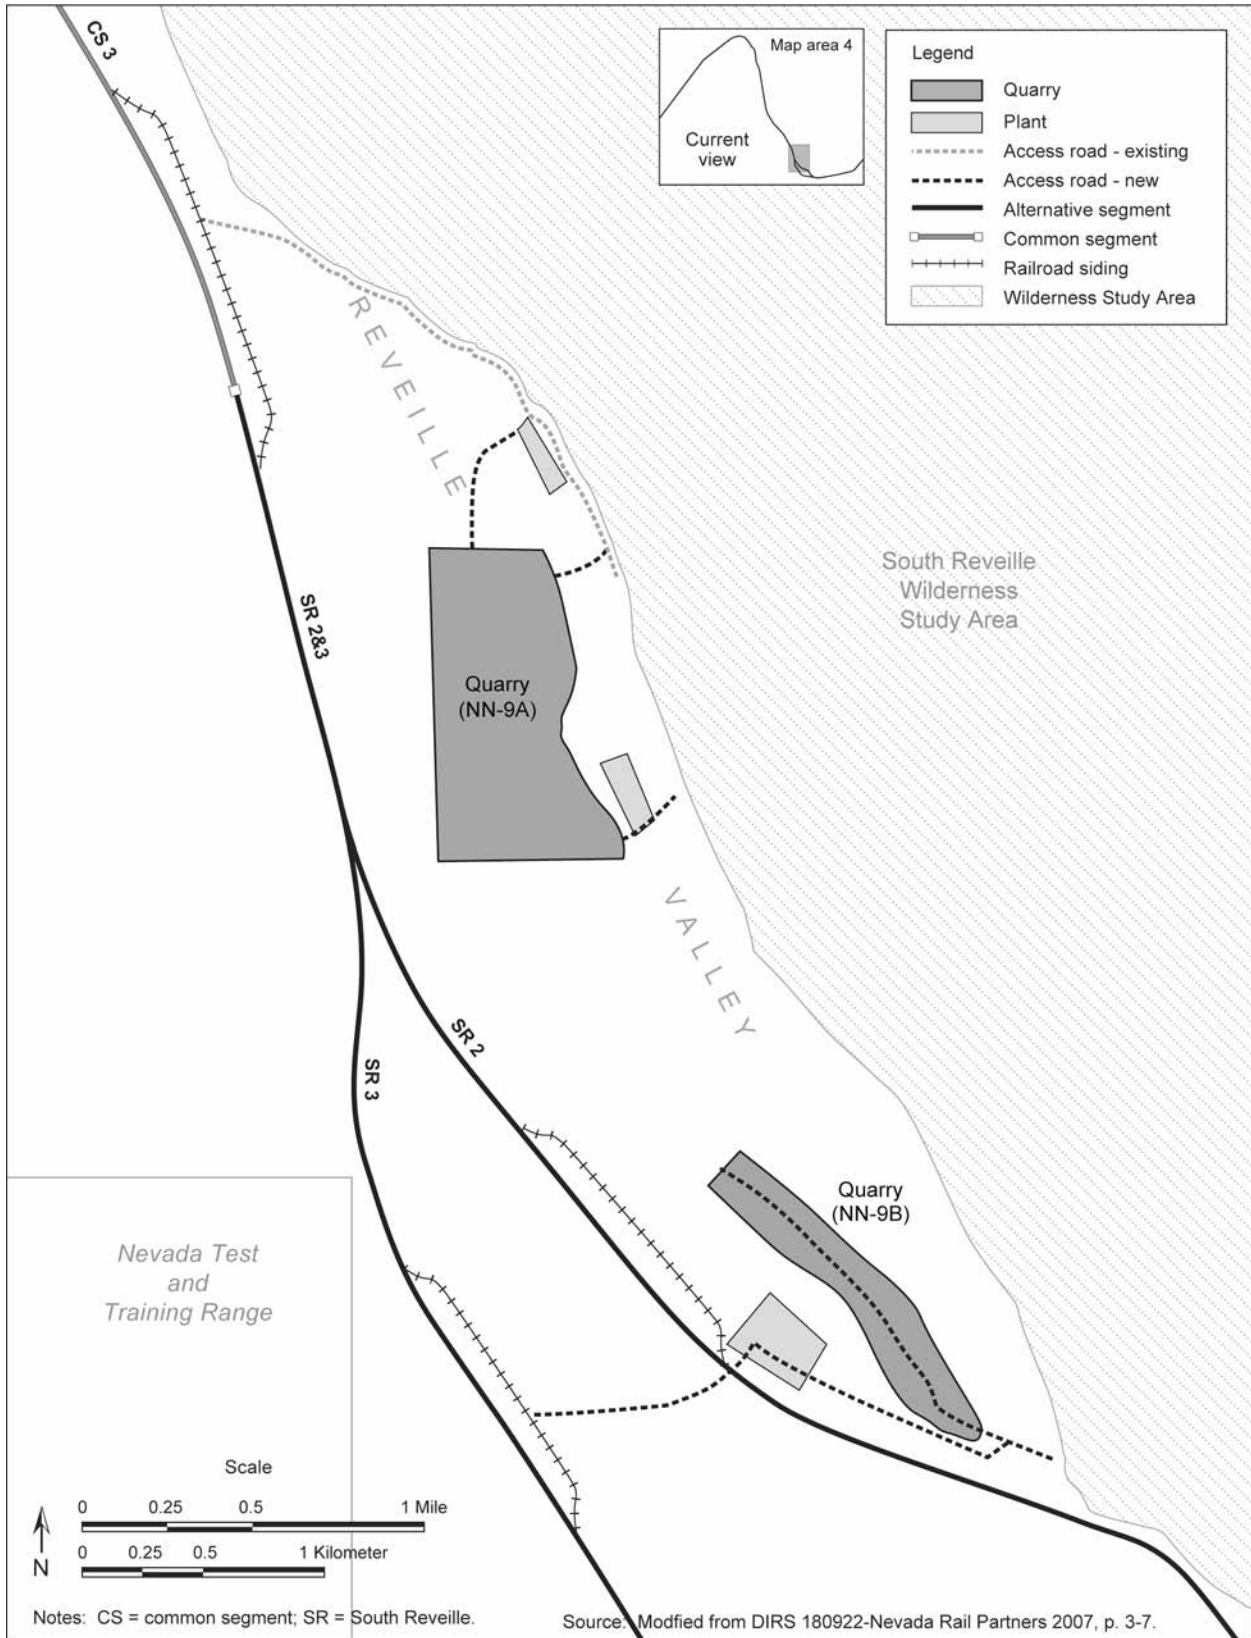 CS 3
Map area 4
Current
view
Legend
Quarry
Plant
Access road - existing
Access road - new
Alternative segment
Common segment
Railroad siding
Wilderness Study Area
REVEILLE
South Reveille
Wilderness
Study Area
SR 2&3
Quarry
(NN-9A)
VALLEY
SR 2
SR 3
Quarry
(NN-9B)
Nevada Test
and
Training Range
Scale
0 0.25 0.5 1 Mile
0 0.25 0.5 1 Kilometer
N
Notes: CS = common segment; SR = South Reveille.
Source: Modfied from DIRS 180922-Nevada Rail Partners 2007, p. 3-7.